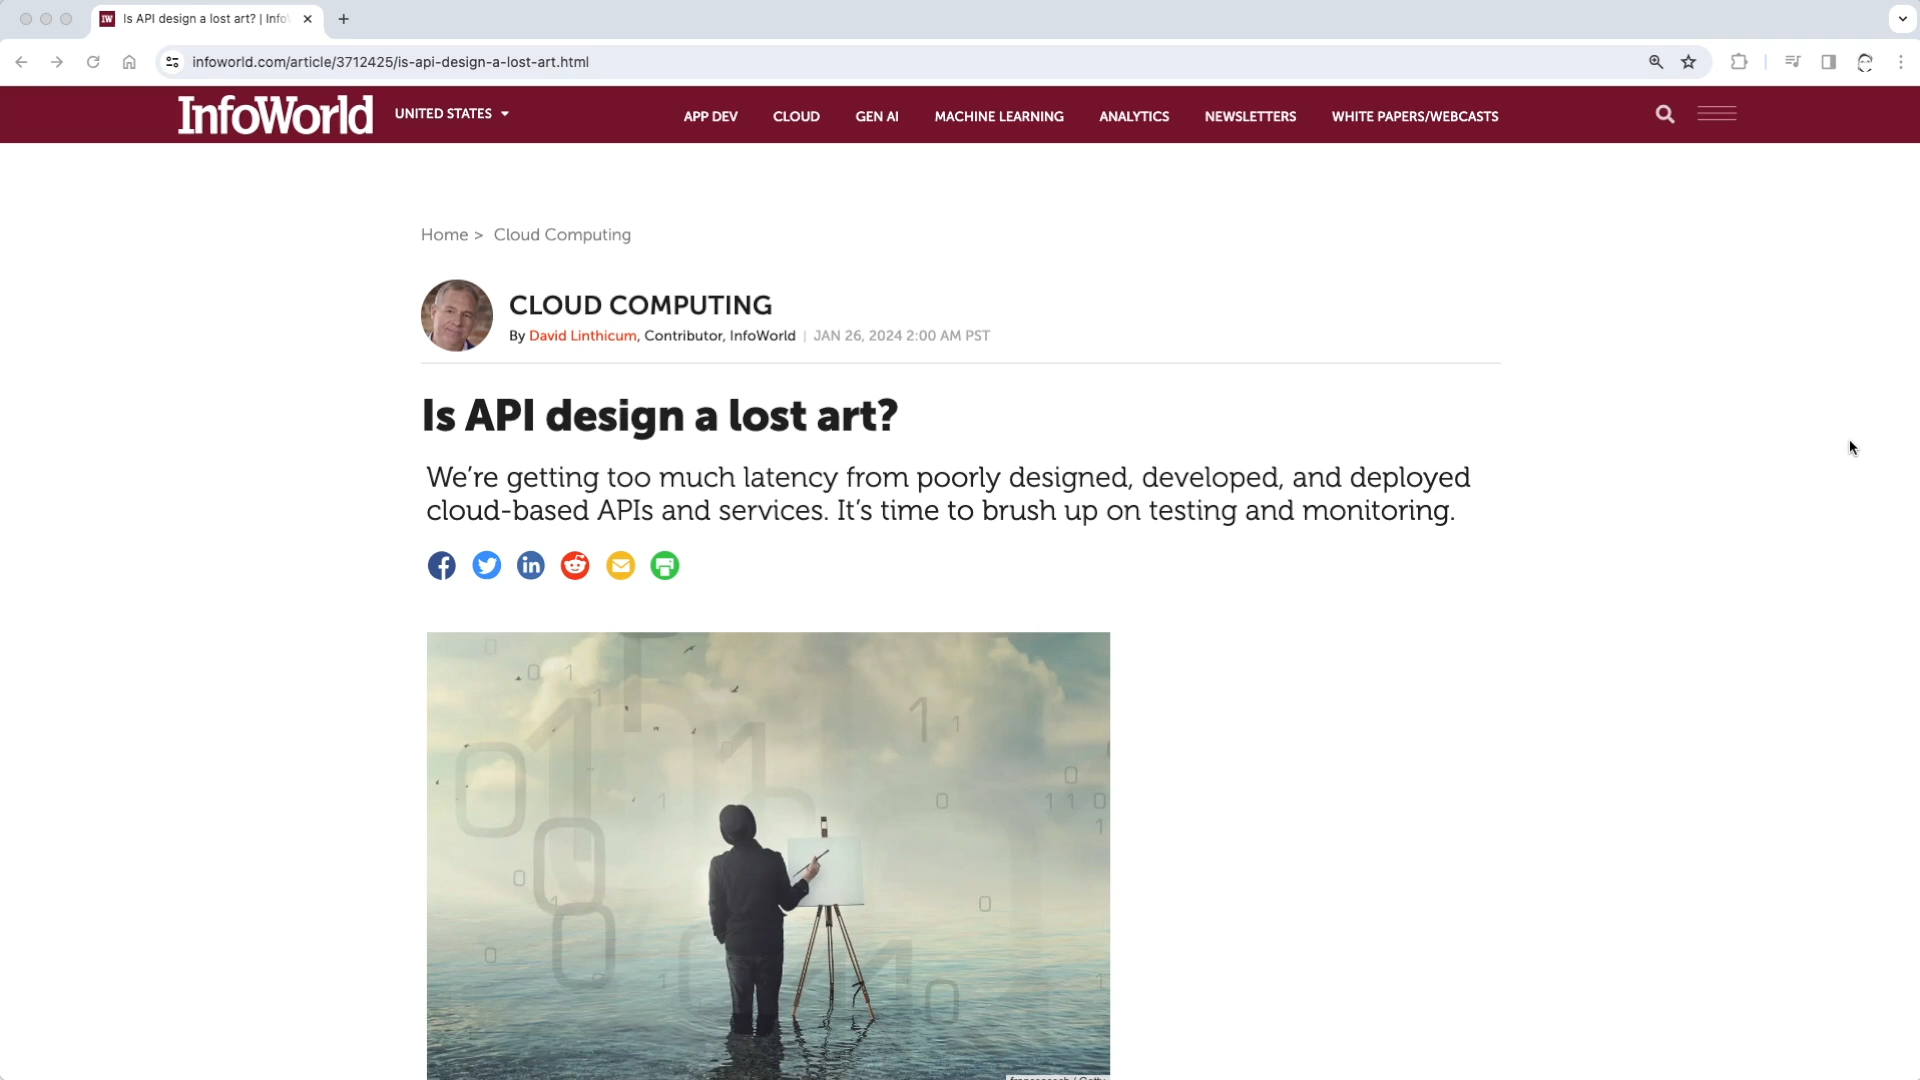 Is API design a lost art? | Info
infoworld.com/article/3712425/is-api-design-a-lost-art.html
InfoWorld
UNITED STATES
APP DEV
CLOUD
GEN AI
MACHINE LEARNING
ANALYTICS
NEWSLETTERS
WHITE PAPERS/WEBCASTS
Home > Cloud Computing
CLOUD COMPUTING
By David Linthicum, Contributor, InfoWorld | JAN 26, 2024 2:00 AM PST
Is API design a lost art?
We're getting too much latency from poorly designed, developed, and deployed
cloud-based APIs and services. It's time to brush up on testing and monitoring.